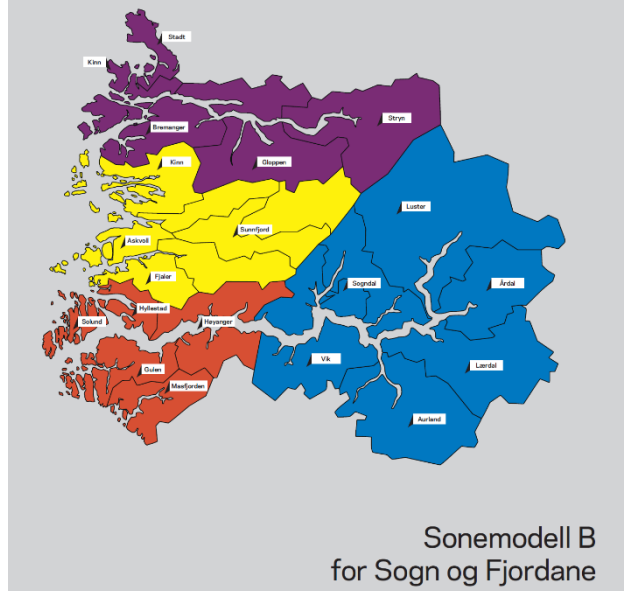 Stadt
Kinn
Stryn
Bremanger
Gloppen
Kinn
Luster
Sunnfjord
Askvoll
Fjaler
Sogndal
Årdal
Hyllestad
Solund
Høyanger
Vik
Lærdal
Gulen
Masfjorden
Aurland
Sonemodell B
for Sogn og Fjordane